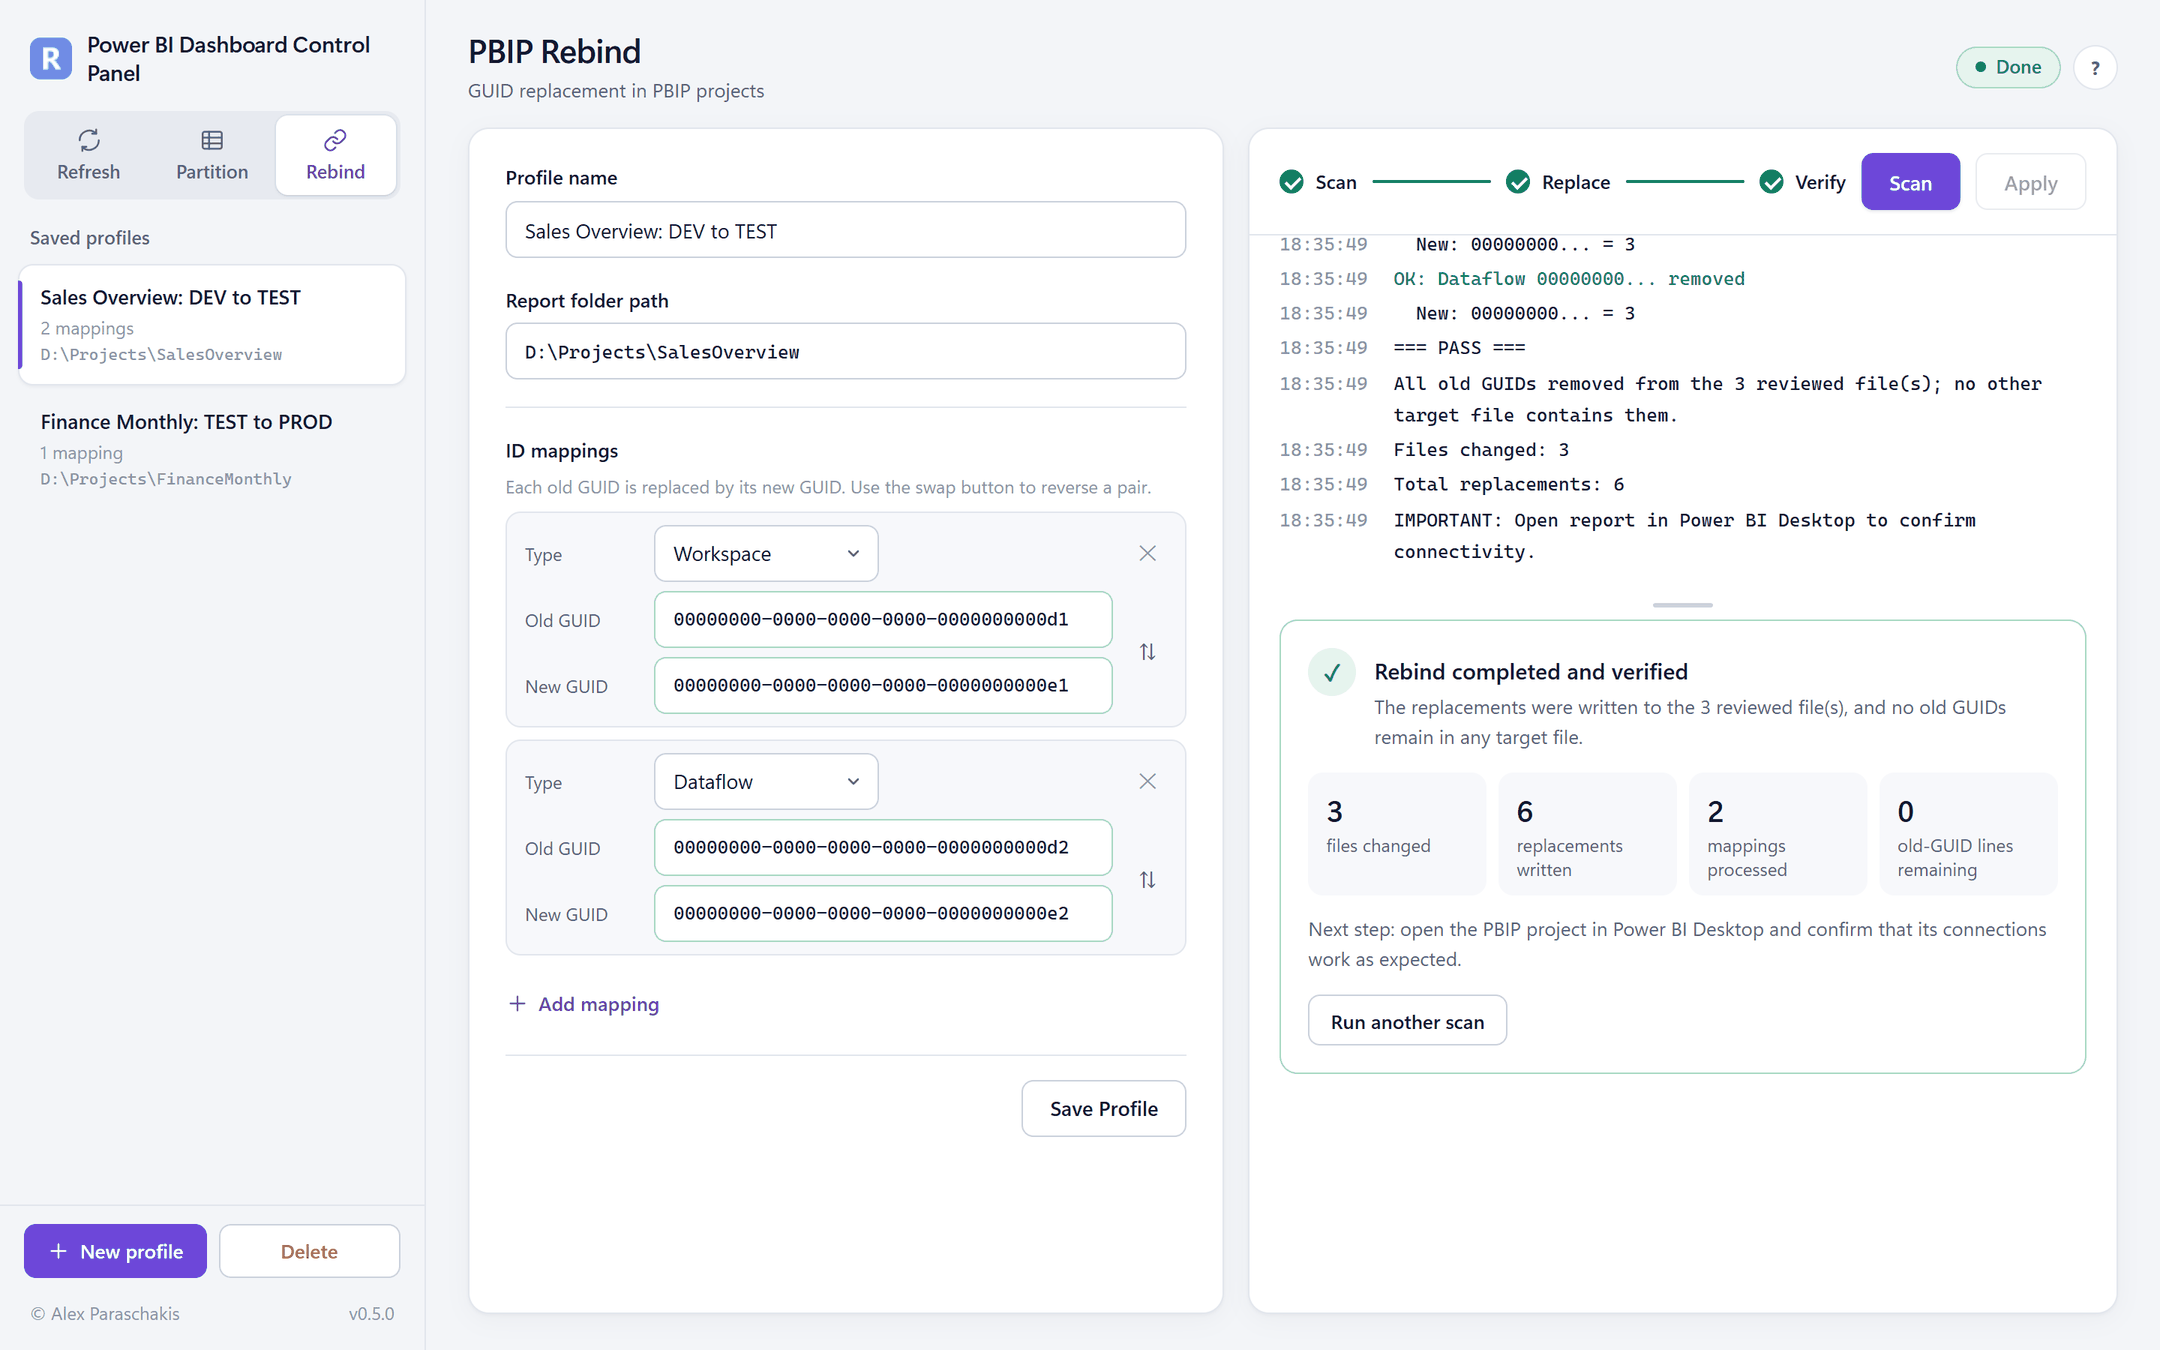 R
Power BI Dashboard Control
Panel
Refresh
Partition
Rebind
Saved profiles
Sales Overview: DEV to TEST
2 mappings
D:\Projects\SalesOverview
Finance Monthly: TEST to PROD
1 mapping
D:\Projects\FinanceMonthly
+ New profile
Delete
© Alex Paraschakis
v0.5.0
PBIP Rebind
GUID replacement in PBIP projects
Done
?
Profile name
Sales Overview: DEV to TEST
Report folder path
D:\Projects\SalesOverview
ID mappings
Each old GUID is replaced by its new GUID. Use the swap button to reverse a pair.
Type
Workspace
Old GUID
00000000-0000-0000-0000-0000000000d1
New GUID
00000000-0000-0000-0000-0000000000e1
Type
Dataflow
Old GUID
00000000-0000-0000-0000-0000000000d2
New GUID
00000000-0000-0000-0000-0000000000e2
+ Add mapping
Save Profile
Scan
Replace
Verify
Scan
Apply
18:35:49 New: 00000000... = 3
18:35:49 OK: Dataflow 00000000... removed
18:35:49 New: 00000000... = 3
18:35:49 === PASS ===
18:35:49 All old GUIDs removed from the 3 reviewed file(s); no other
target file contains them.
18:35:49 Files changed: 3
18:35:49 Total replacements: 6
18:35:49 IMPORTANT: Open report in Power BI Desktop to confirm
connectivity.
Rebind completed and verified
The replacements were written to the 3 reviewed file(s), and no old GUIDs
remain in any target file.
3
files changed
6
replacements
written
2
mappings
processed
0
old-GUID lines
remaining
Next step: open the PBIP project in Power BI Desktop and confirm that its connections
work as expected.
Run another scan